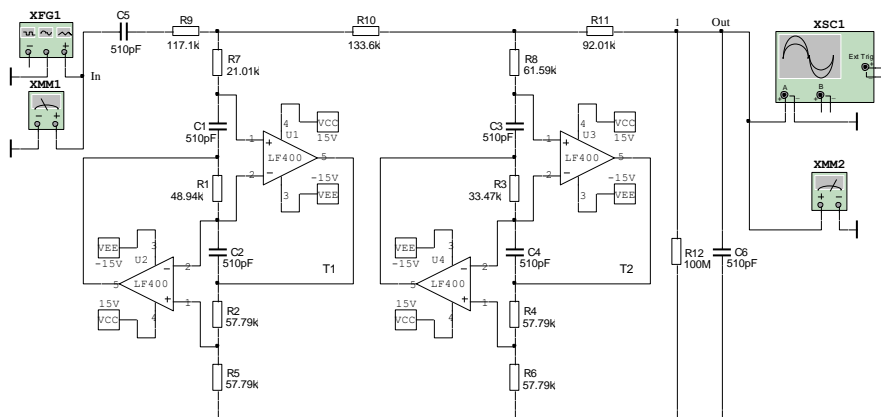 XFG1
C5
R9
R10
R11
1
Out
XSC1
510pF
117.1k
133.6k
92.01k
In
R7
21.01k
R8
61.59k
Ext Trig
A
B
XMM1
C1
510pF
4
VCC
15V
U1
1
2
LF400
5
3
-15V
VEE
C3
510pF
4
VCC
15V
U3
1
2
LF400
5
3
-15V
VEE
XMM2
R1
48.94k
R3
33.47k
VEE
-15V
U2
3
2
LF400
5
1
4
15V
VCC
C2
510pF
T1
VEE
-15V
U4
3
2
LF400
5
1
4
15V
VCC
C4
510pF
T2
R12
100M
C6
510pF
R2
57.79k
R4
57.79k
R5
57.79k
R6
57.79k